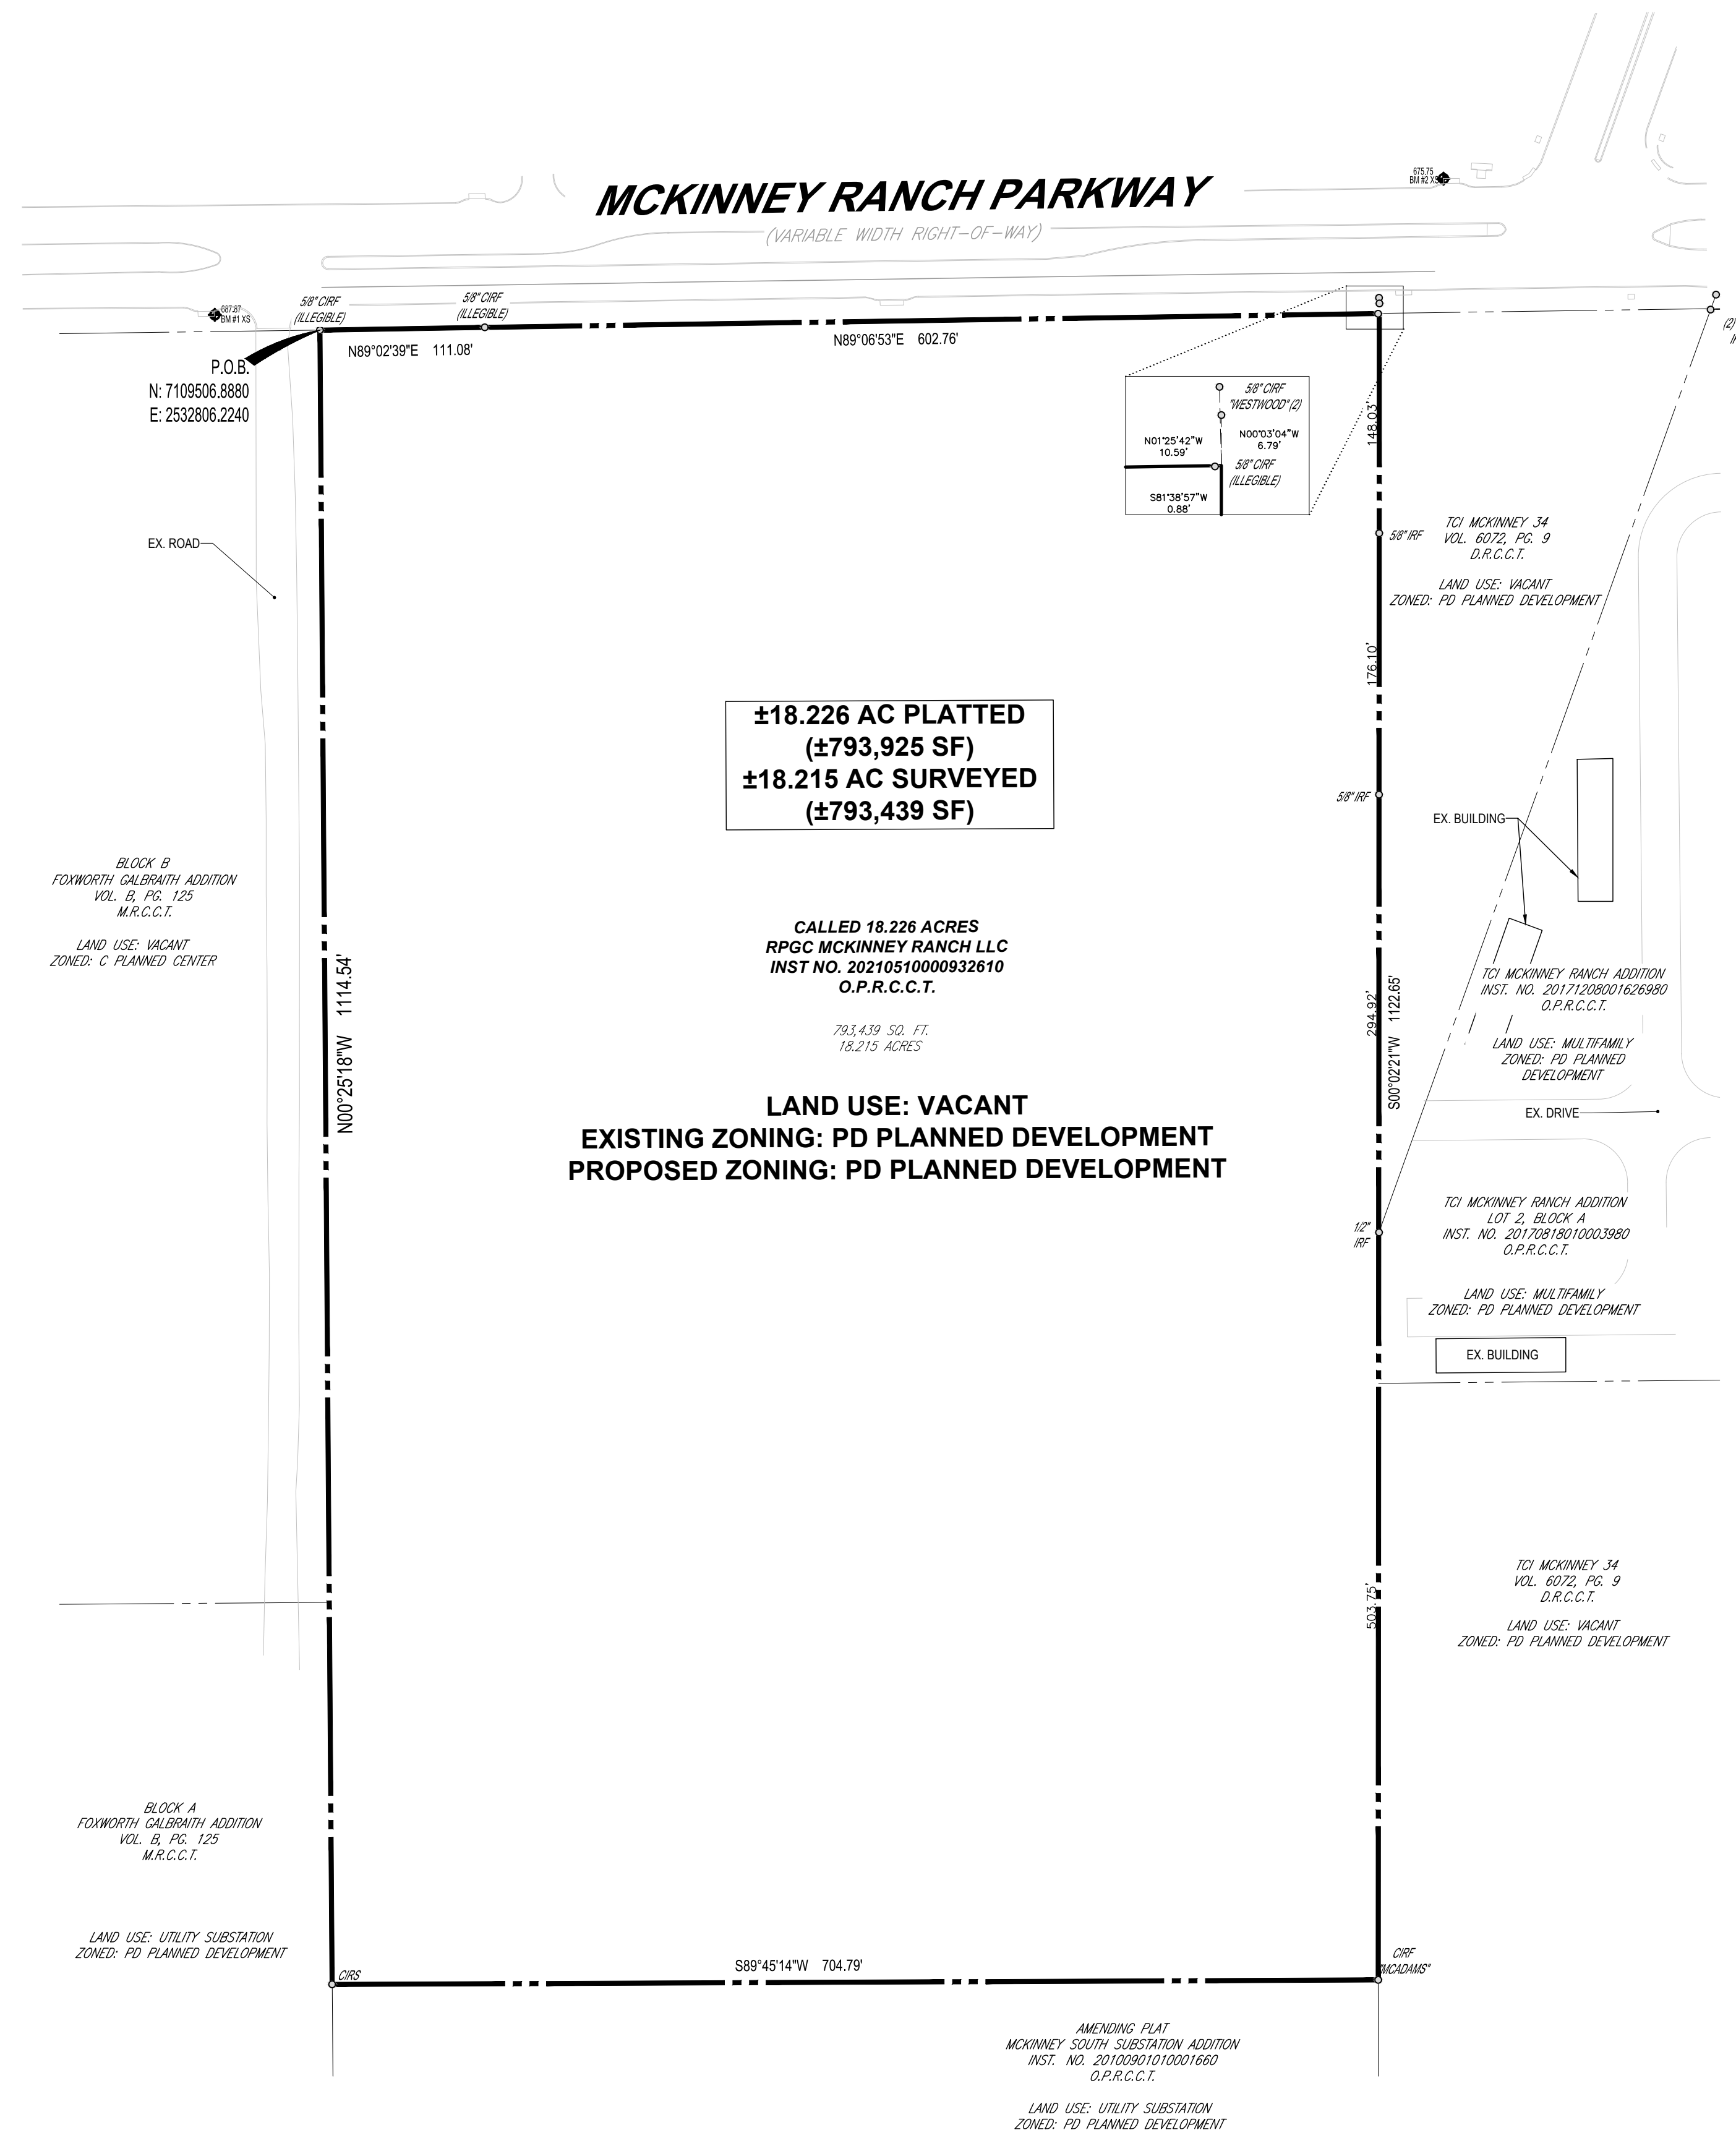 675.75
BM #2 XS
MCKINNEY RANCH PARKWAY
(VARIABLE WIDTH RIGHT-OF-WAY)
687.87
BM #1 XS
5/8" CIRF
(ILLEGIBLE)
5/8" CIRF
(ILLEGIBLE)
N89°02'39"E 111.08'
N89°06'53"E 602.76'
(2)
P.O.B.
N: 7109506.8880
E: 2532806.2240
5/8" CIRF
"WESTWOOD" (2)
N01°25'42"W
10.59'
N00°03'04"W
6.79'
5/8" CIRF
(ILLEGIBLE)
S81°38'57"W
0.88'
148.03'
EX. ROAD
5/8" IRF
TCI MCKINNEY 34
VOL. 6072, PG. 9
D.R.C.C.T.
LAND USE: VACANT
ZONED: PD PLANNED DEVELOPMENT
176.10'
±18.226 AC PLATTED
(±793,925 SF)
±18.215 AC SURVEYED
(±793,439 SF)
5/8" IRF
EX. BUILDING
BLOCK B
FOXWORTH GALBRAITH ADDITION
VOL. B, PG. 125
M.R.C.C.T.
LAND USE: VACANT
ZONED: C PLANNED CENTER
N00°25'18"W 1114.54'
CALLED 18.226 ACRES
RPGC MCKINNEY RANCH LLC
INST NO. 20210510000932610
O.P.R.C.C.T.
793,439 SQ. FT.
18.215 ACRES
294.92'
S00°02'21"W 1122.65'
TCI MCKINNEY RANCH ADDITION
INST. NO. 20171208001626980
O.P.R.C.C.T.
LAND USE: MULTIFAMILY
ZONED: PD PLANNED
DEVELOPMENT
LAND USE: VACANT
EXISTING ZONING: PD PLANNED DEVELOPMENT
PROPOSED ZONING: PD PLANNED DEVELOPMENT
EX. DRIVE
1/2"
IRF
TCI MCKINNEY RANCH ADDITION
LOT 2, BLOCK A
INST. NO. 20170818010003980
O.P.R.C.C.T.
LAND USE: MULTIFAMILY
ZONED: PD PLANNED DEVELOPMENT
EX. BUILDING
503.75'
TCI MCKINNEY 34
VOL. 6072, PG. 9
D.R.C.C.T.
LAND USE: VACANT
ZONED: PD PLANNED DEVELOPMENT
BLOCK A
FOXWORTH GALBRAITH ADDITION
VOL. B, PG. 125
M.R.C.C.T.
LAND USE: UTILITY SUBSTATION
ZONED: PD PLANNED DEVELOPMENT
CIRS
S89°45'14"W 704.79'
CIRF
"MCADAMS"
AMENDING PLAT
MCKINNEY SOUTH SUBSTATION ADDITION
INST. NO. 20100901010001660
O.P.R.C.C.T.
LAND USE: UTILITY SUBSTATION
ZONED: PD PLANNED DEVELOPMENT